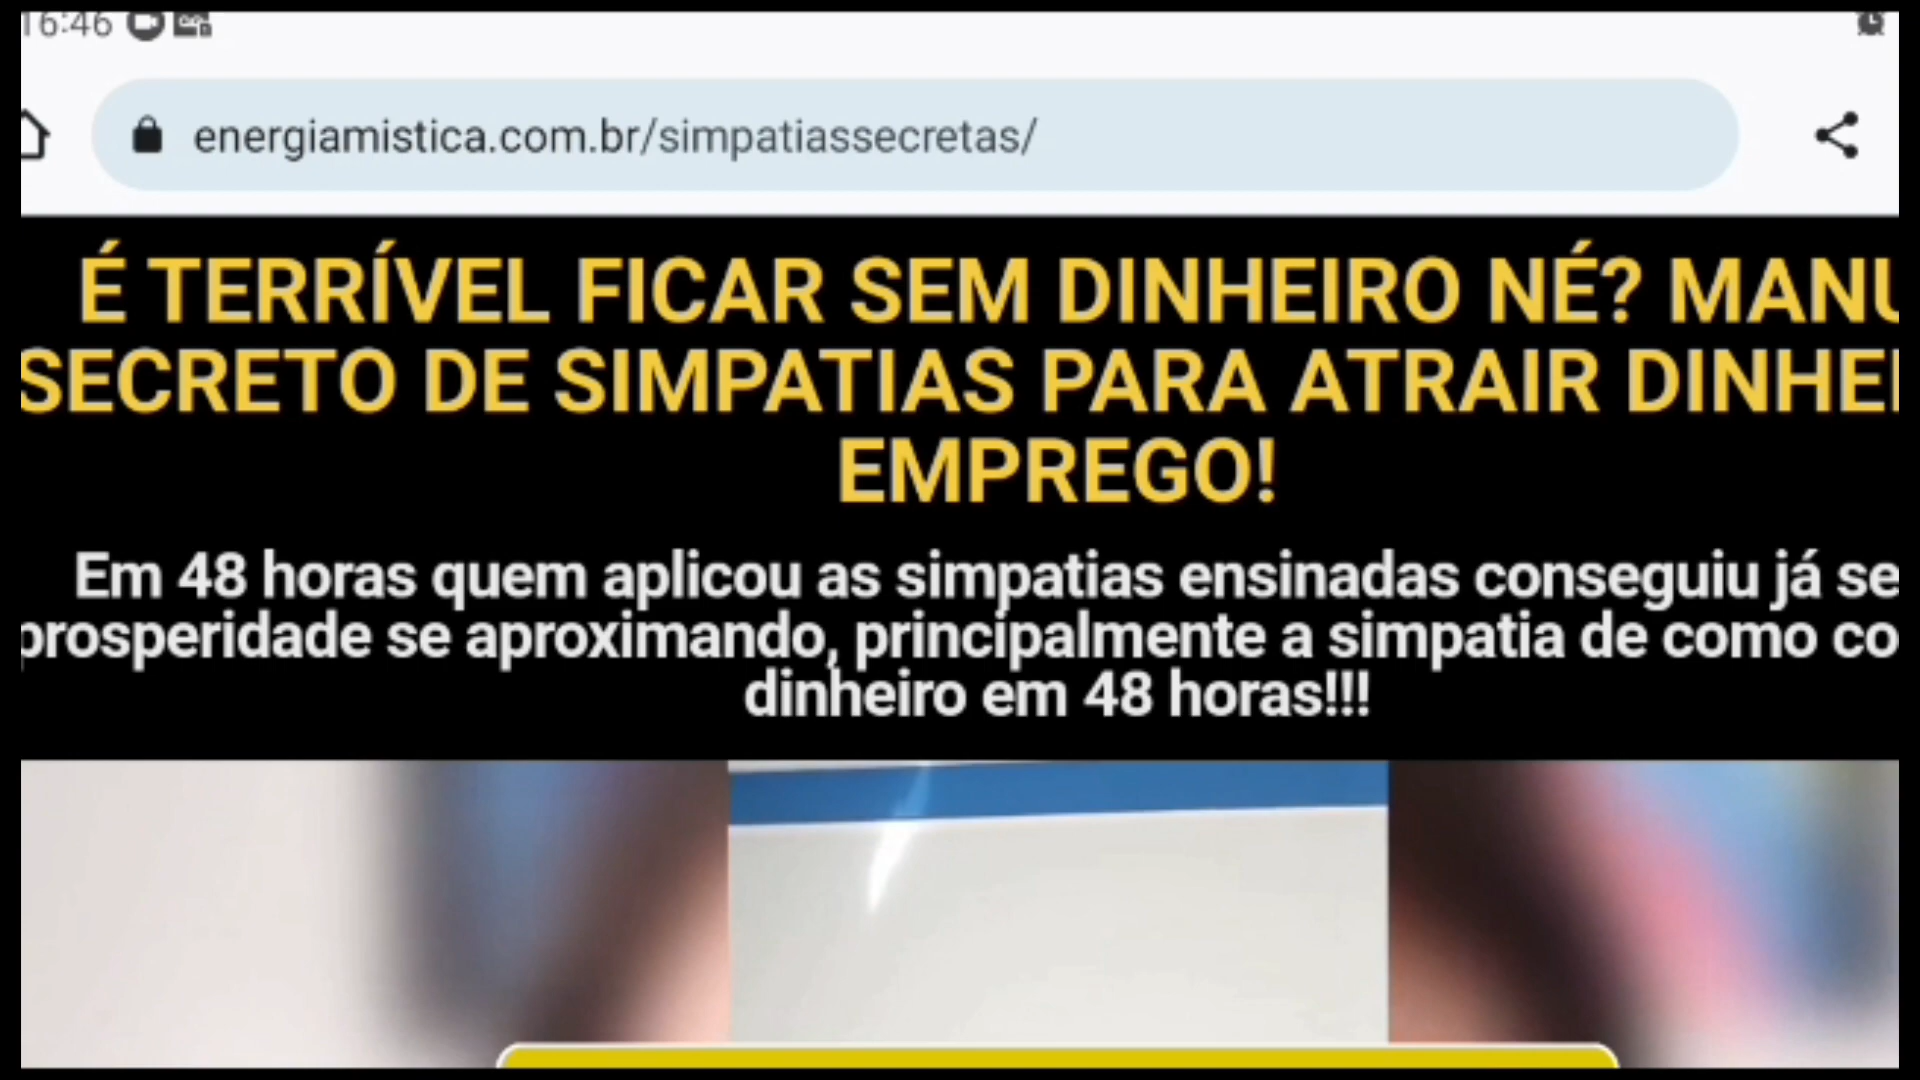 16:46
energiamistica.com.br/simpatiassecretas/
É TERRÍVEL FICAR SEM DINHEIRO NÉ? MANU
SECRETO DE SIMPATIAS PARA ATRAIR DINHEI
EMPREGO!
Em 48 horas quem aplicou as simpatias ensinadas conseguiu já se
prosperidade se aproximando, principalmente a simpatia de como co
dinheiro em 48 horas!!!